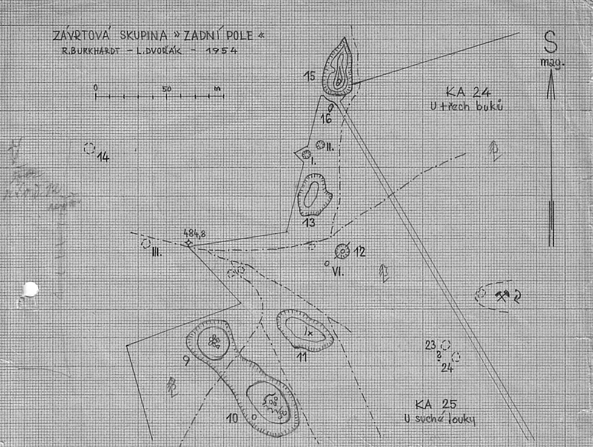 ZÁVRTOVÁ SKUPINA „ ZADNÍ POLE "
R. BURKHARDT - L. DVOŘÁK - 1954
0 50 m
S
mag.
15
KA 24
U třech buků
16
II.
I.
14
13
484,8
III.
12
VI.
?
23
?
24
11
9
10
KA 25
U suché louky